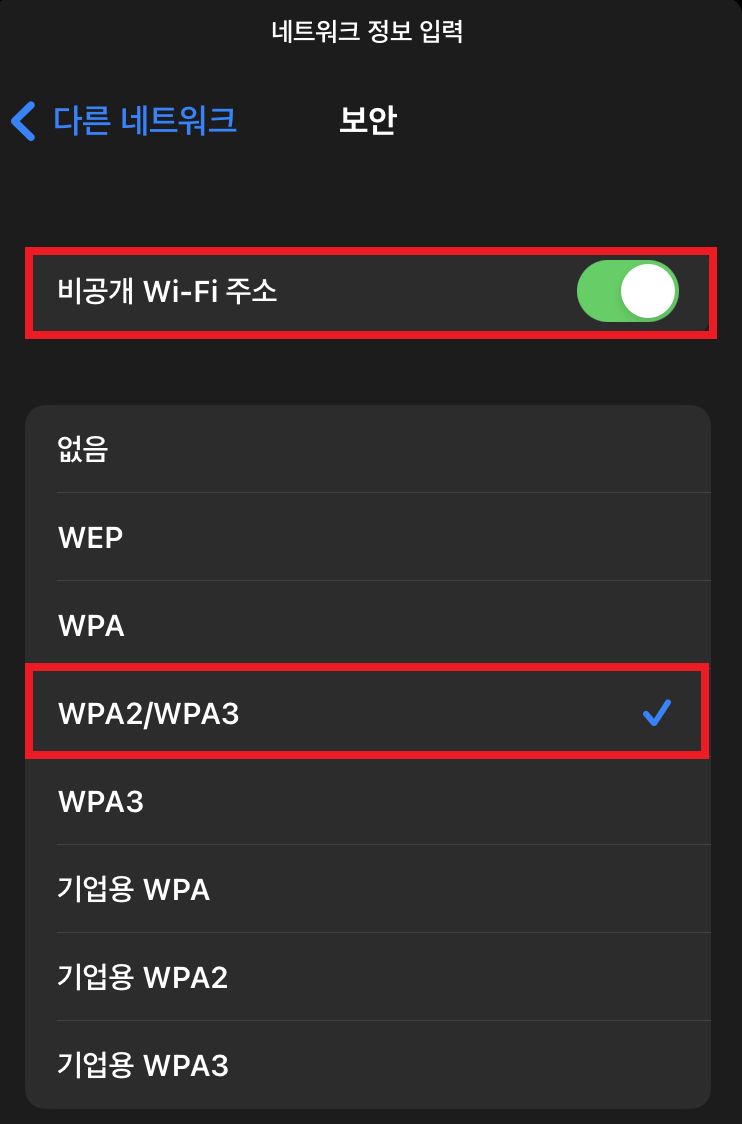 네트워크 정보 입력
다른 네트워크
보안
비공개 Wi-Fi 주소
없음
WEP
WPA
WPA2/WPA3
WPA3
기업용 WPA
기업용 WPA2
기업용 WPA3